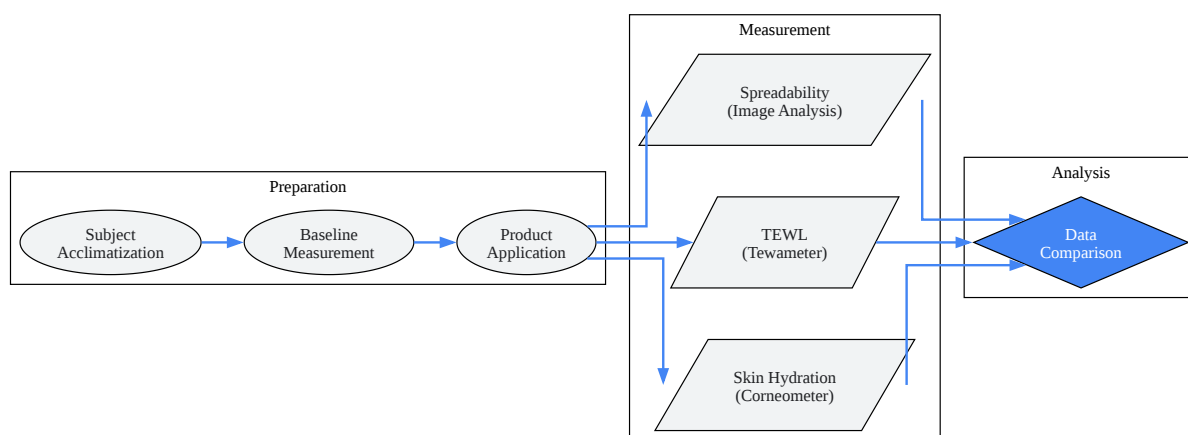 Preparation
Subject
Acclimatization
Baseline
Measurement
Product
Application
Measurement
Spreadability
(Image Analysis)
TEWL
(Tewameter)
Skin Hydration
(Corneometer)
Analysis
Data
Comparison